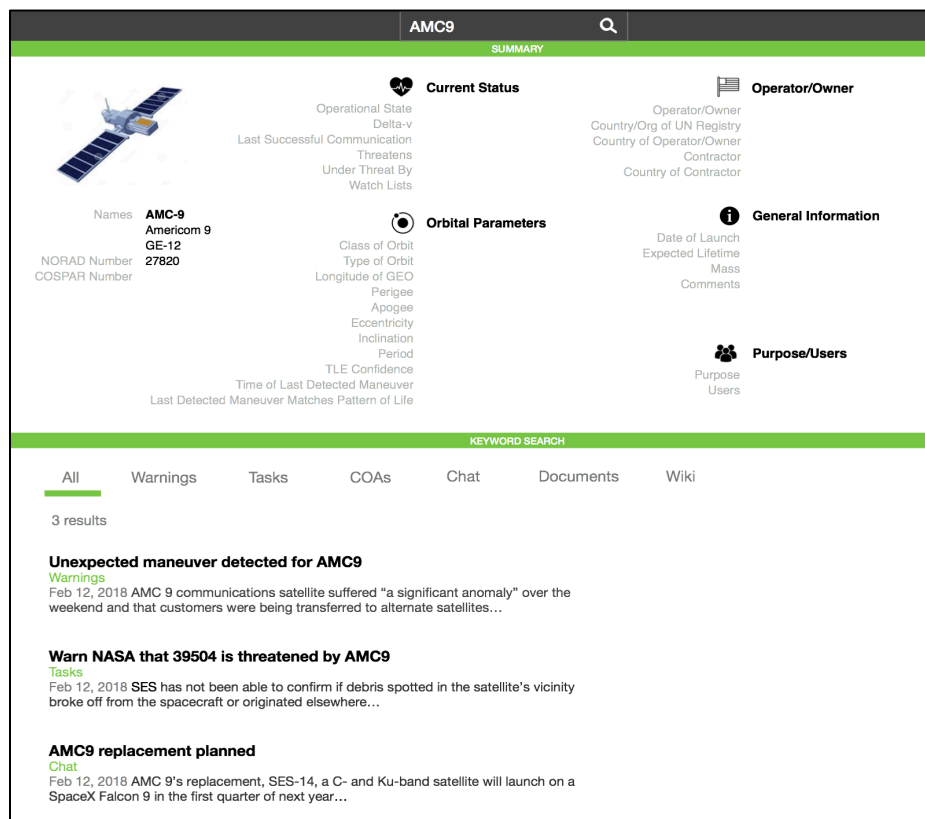 AMC9
SUMMARY
Current Status
Operational State
Delta-v
Last Successful Communication
Threatens
Under Threat By
Watch Lists
Operator/Owner
Operator/Owner
Country/Org of UN Registry
Country of Operator/Owner
Contractor
Country of Contractor
Names AMC-9
Americom 9
GE-12
NORAD Number 27820
COSPAR Number
Orbital Parameters
Class of Orbit
Type of Orbit
Longitude of GEO
Perigee
Apogee
Eccentricity
Inclination
Period
TLE Confidence
Time of Last Detected Maneuver
Last Detected Maneuver Matches Pattern of Life
General Information
Date of Launch
Expected Lifetime
Mass
Comments
Purpose/Users
Purpose
Users
KEYWORD SEARCH
All Warnings Tasks COAs Chat Documents Wiki
3 results
Unexpected maneuver detected for AMC9
Warnings
Feb 12, 2018 AMC 9 communications satellite suffered “a significant anomaly” over the
weekend and that customers were being transferred to alternate satellites…
Warn NASA that 39504 is threatened by AMC9
Tasks
Feb 12, 2018 SES has not been able to confirm if debris spotted in the satellite’s vicinity
broke off from the spacecraft or originated elsewhere…
AMC9 replacement planned
Chat
Feb 12, 2018 AMC 9’s replacement, SES-14, a C- and Ku-band satellite will launch on a
SpaceX Falcon 9 in the first quarter of next year…